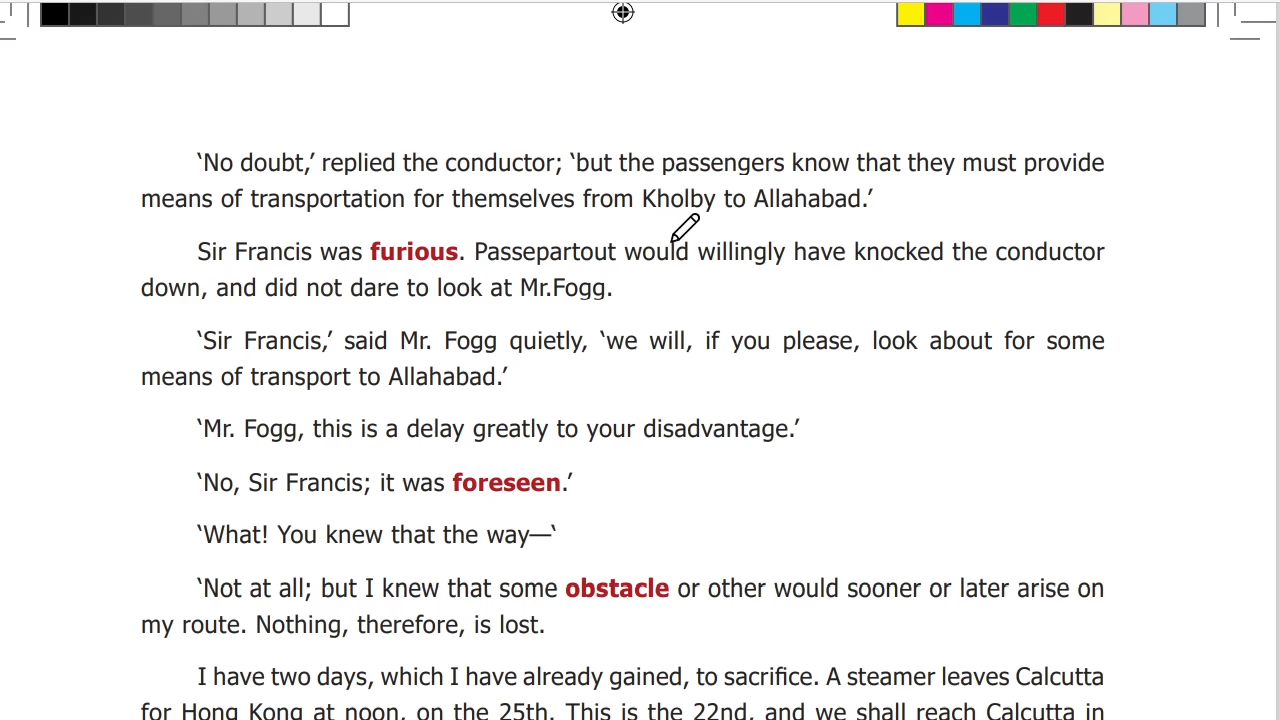 ‘No doubt,’ replied the conductor; ‘but the passengers know that they must provide
means of transportation for themselves from Kholby to Allahabad.’
Sir Francis was furious. Passepartout would willingly have knocked the conductor
down, and did not dare to look at Mr.Fogg.
‘Sir Francis,’ said Mr. Fogg quietly, ‘we will, if you please, look about for some
means of transport to Allahabad.’
‘Mr. Fogg, this is a delay greatly to your disadvantage.’
‘No, Sir Francis; it was foreseen.’
‘What! You knew that the way—‘
‘Not at all; but I knew that some obstacle or other would sooner or later arise on
my route. Nothing, therefore, is lost.
I have two days, which I have already gained, to sacrifice. A steamer leaves Calcutta
for Hong Kong at noon, on the 25th. This is the 22nd, and we shall reach Calcutta in